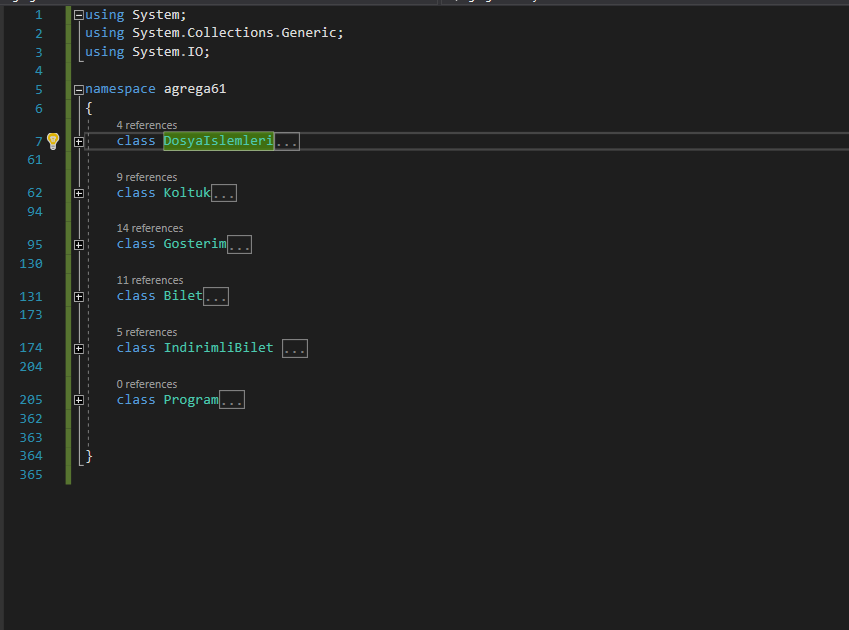 1 using System;
2 using System.Collections.Generic;
3 using System.IO;
4
5 namespace agrega61
6 {
4 references
7 class DosyaIslemleri...
61
9 references
62 class Koltuk...
94
14 references
95 class Gosterim...
130
11 references
131 class Bilet...
173
5 references
174 class IndirimliBilet ...
204
0 references
205 class Program...
362
363
364 }
365